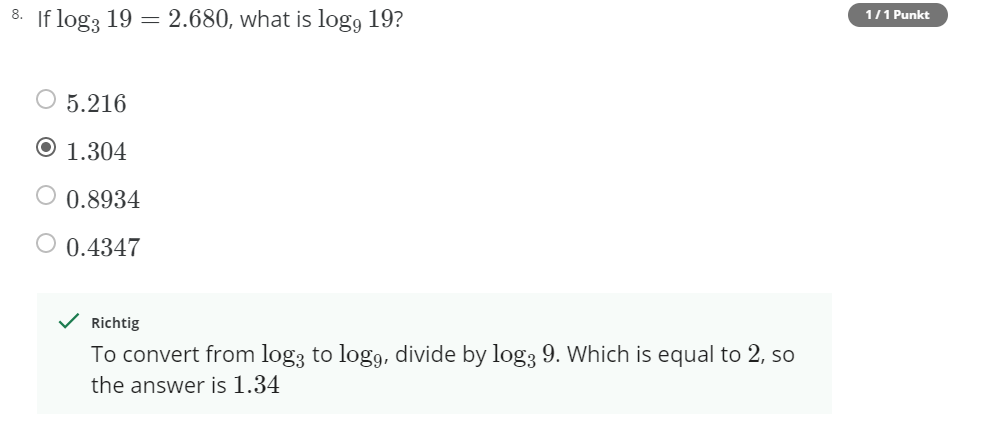 8. If log₃ 19 = 2.680, what is log₉ 19?
1 / 1 Punkt
5.216
1.304
0.8934
0.4347
Richtig
To convert from log₃ to log₉, divide by log₃ 9. Which is equal to 2, so
the answer is 1.34